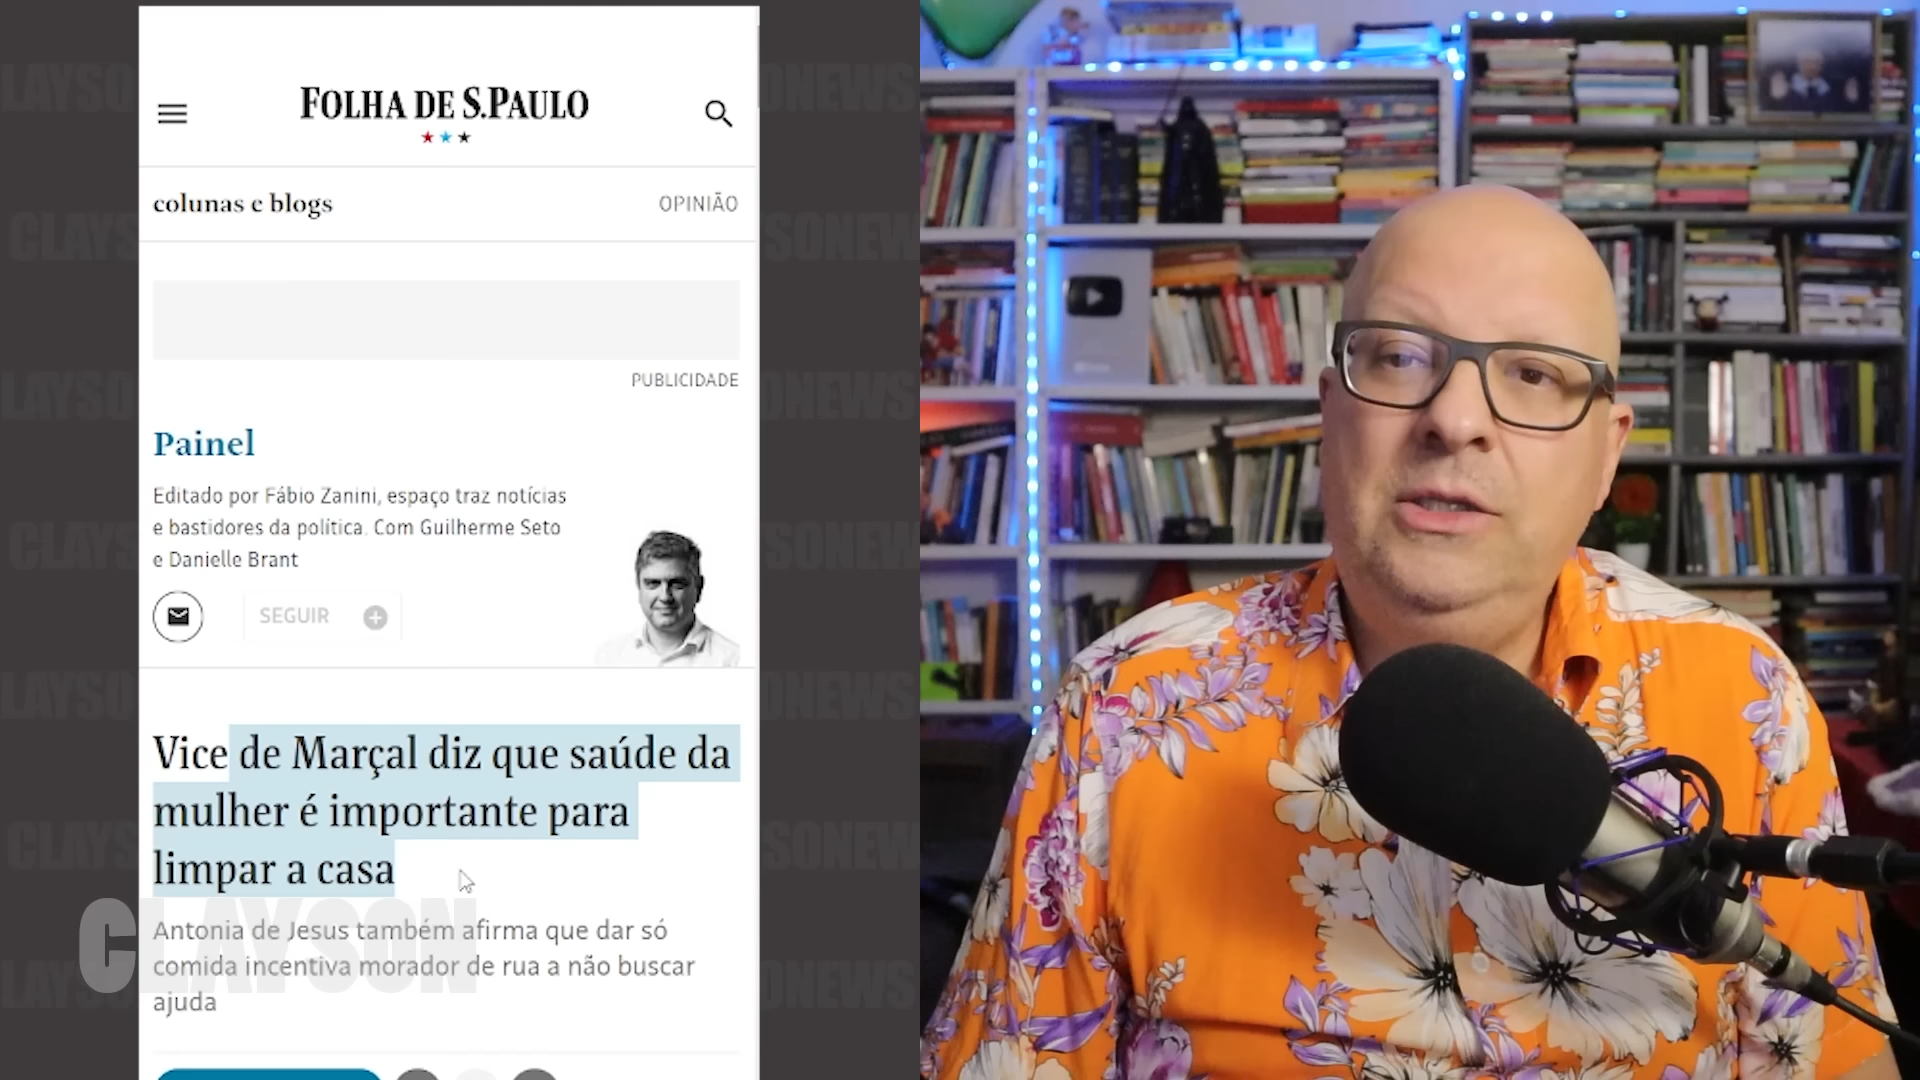 FOLHA DE S.PAULO
colunas e blogs
OPINIÃO
PUBLICIDADE
Painel
Editado por Fábio Zanini, espaço traz notícias
e bastidores da política. Com Guilherme Seto
e Danielle Brant
SEGUIR
Vice de Marçal diz que saúde da
mulher é importante para
limpar a casa
Antonia de Jesus também afirma que dar só
comida incentiva morador de rua a não buscar
ajuda
CLAYSON